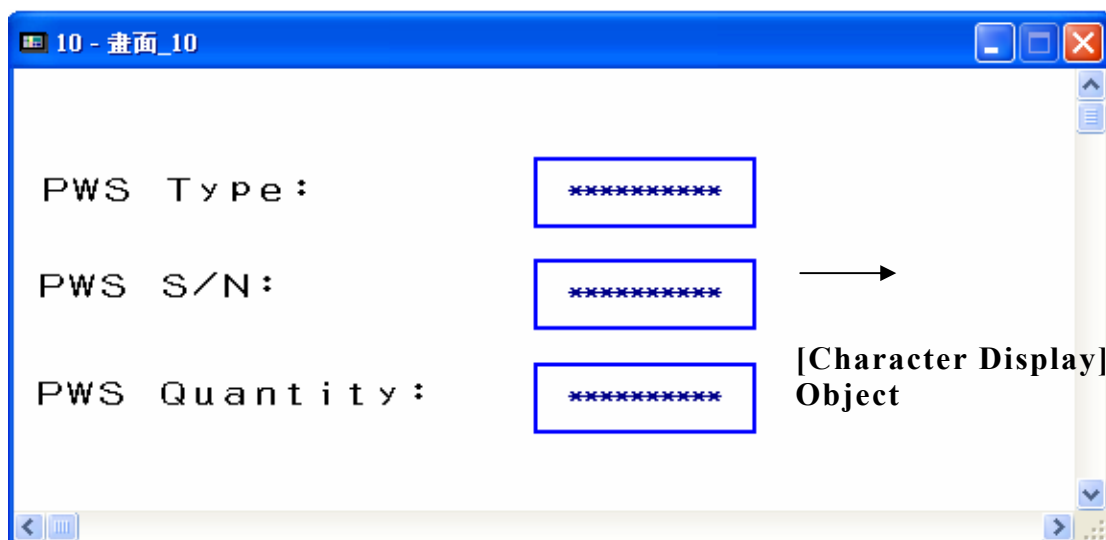 10 - 畫面_10
PWS Type:
**********
PWS S/N:
**********
PWS Quantity:
**********
[Character Display]
Object